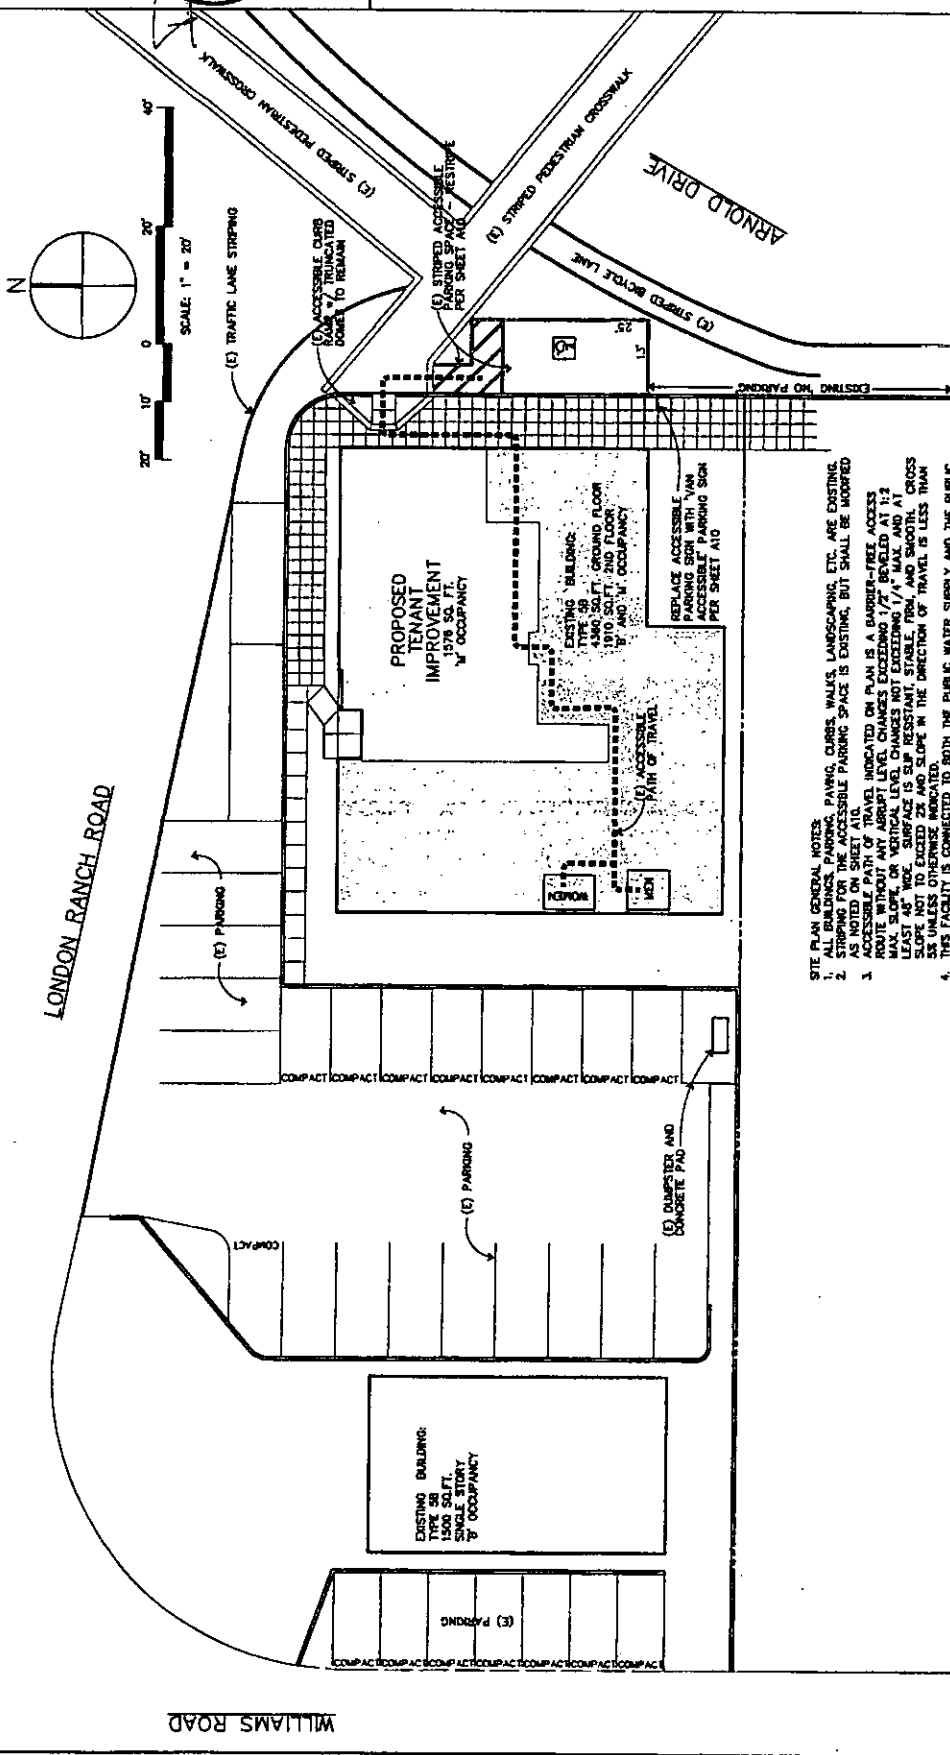 N
20'
10'
0
20'
40'
SCALE: 1" = 20'
(E) STRIPED PEDESTRIAN CROSSWALK
(E) STRIPED PEDESTRIAN CROSSWALK
(E) TRAFFIC LANE STRIPING
(E) ACCESSIBLE CURB
RAMP W/ TRUNCATED
DOMES TO REMAIN
(E) STRIPED ACCESSIBLE
PARKING SPACE - RESTRIPE
PER SHEET A10
ARNOLD DRIVE
(E) STRIPED BICYCLE LANE
25'
12'
EXISTING NO PARKING
LONDON RANCH ROAD
PROPOSED
TENANT
IMPROVEMENT
1576 SQ. FT.
'M' OCCUPANCY
EXISTING BUILDING:
TYPE 5B
4360 SQ.FT. GROUND FLOOR
1910 SQ.FT. 2ND FLOOR
'B' AND 'M' OCCUPANCY
REPLACE ACCESSIBLE
PARKING SIGN WITH 'VAN
ACCESSIBLE' PARKING SIGN
PER SHEET A10
(E) ACCESSIBLE
PATH OF TRAVEL
WOMEN
MEN
(E) PARKING
COMPACT COMPACT COMPACT COMPACT COMPACT COMPACT COMPACT COMPACT
(E) PARKING
(E) DUMPSTER AND
CONCRETE PAD
COMPACT
EXISTING BUILDING:
TYPE 5B
1500 SQ.FT.
SINGLE STORY
'B' OCCUPANCY
(E) PARKING
COMPACT COMPACT COMPACT COMPACT COMPACT COMPACT COMPACT
WILLIAMS ROAD
SITE PLAN GENERAL NOTES:
1. ALL BUILDINGS, PARKING, PAVING, CURBS, WALKS, LANDSCAPING, ETC. ARE EXISTING.
2. STRIPING FOR THE ACCESSIBLE PARKING SPACE IS EXISTING, BUT SHALL BE MODIFIED
AS NOTED ON SHEET A10.
3. ACCESSIBLE PATH OF TRAVEL INDICATED ON PLAN IS A BARRIER-FREE ACCESS
ROUTE WITHOUT ANY ABRUPT LEVEL CHANGES EXCEEDING 1/2" BEVELED AT 1:2
MAX. SLOPE, OR VERTICAL LEVEL CHANGES NOT EXCEEDING 1/4" MAX. AND AT
LEAST 48" WIDE. SURFACE IS SLIP RESISTANT, STABLE, FIRM, AND SMOOTH. CROSS
SLOPE NOT TO EXCEED 2% AND SLOPE IN THE DIRECTION OF TRAVEL IS LESS THAN
5% UNLESS OTHERWISE INDICATED.
4. THIS FACILITY IS CONNECTED TO BOTH THE PUBLIC WATER SUPPLY AND THE PUBLIC